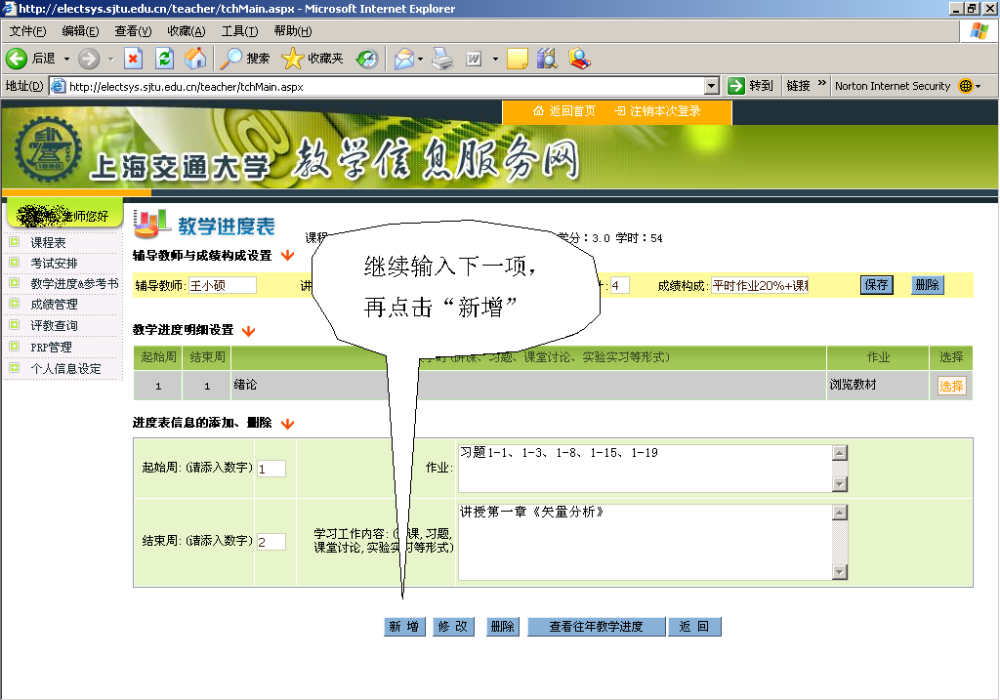 http://electsys.sjtu.edu.cn/teacher/tchMain.aspx - Microsoft Internet Explorer
文件(F) 编辑(E) 查看(V) 收藏(A) 工具(T) 帮助(H)
后退 搜索 收藏夹
地址(D) http://electsys.sjtu.edu.cn/teacher/tchMain.aspx 转到 链接 » Norton Internet Security
返回首页 注销本次登录
上海交通大学 教学信息服务网
老师您好
课程表
考试安排
教学进度&参考书
成绩管理
评教查询
PRP管理
个人信息设定
教学进度表
课程 学分：3.0 学时：54
继续输入下一项，
再点击“新增”
辅导教师与成绩构成设置
辅导教师: 王小硕 讲 : 4 成绩构成: 平时作业20%+课 保存 删除
教学进度明细设置
起始周 结束周 (讲课、习题、课堂讨论、实验实习等形式) 作业 选择
1 1 绪论 浏览教材 选择
进度表信息的添加、删除
起始周: (请添入数字) 1 作业: 习题1-1、1-3、1-8、1-15、1-19
结束周: (请添入数字) 2 学习工作内容: ( 课, 习题, 课堂讨论, 实验实习等形式) 讲授第一章《矢量分析》
新 增 修 改 删除 查看往年教学进度 返 回